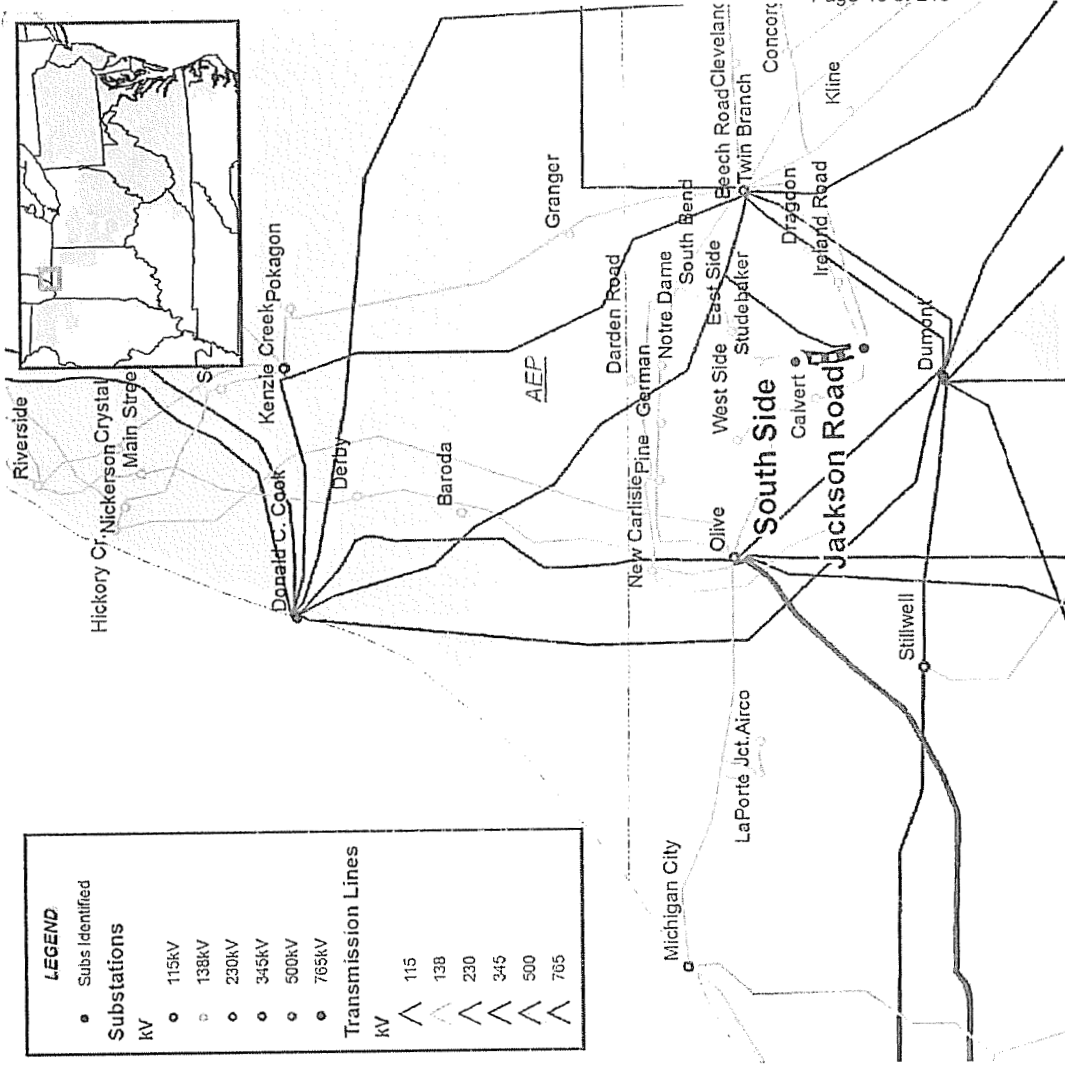 LEGEND
Subs Identified
Substations
kV
115kV
138kV
230kV
345kV
500kV
765kV
Transmission Lines
kV
115
138
230
345
500
765
Riverside
Hickory Cr.
Nickerson
Crystal
Main Stree
Kenzie Creek
Pokagon
Donald C. Cook
Derby
Baroda
AEP
Granger
Darden Road
New Carlisle
Pine
German
Notre Dame
South Bend
Beech Road
Cleveland
Twin Branch
Concord
Kline
Olive
West Side
East Side
Studebaker
Dragoon
Ireland Road
South Side
Calvert
Jackson Road
Dumont
Stillwell
LaPorte Jct.
Airco
Michigan City